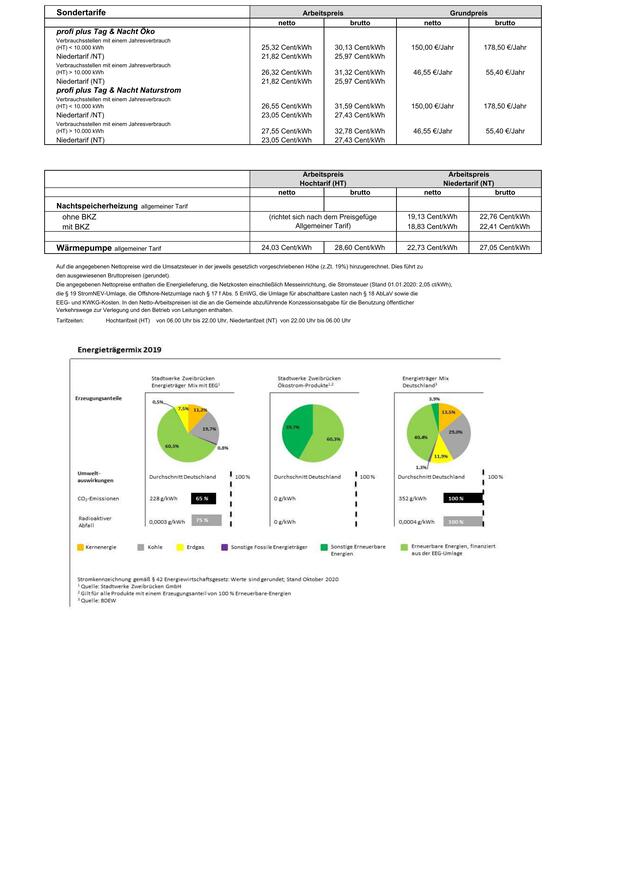 Sondertarife Arbeitspreis Grundpreis
netto brutto netto brutto
profi plus Tag & Nacht Öko
Verbrauchsstellen mit einem Jahresverbrauch
(HT) < 10.000 kWh 25,32 Cent/kWh 30,13 Cent/kWh 150,00 €/Jahr 178,50 €/Jahr
Niedertarif /NT) 21,82 Cent/kWh 25,97 Cent/kWh
Verbrauchsstellen mit einem Jahresverbrauch
(HT) > 10.000 kWh 26,32 Cent/kWh 31,32 Cent/kWh 46,55 €/Jahr 55,40 €/Jahr
Niedertarif (NT) 21,82 Cent/kWh 25,97 Cent/kWh
profi plus Tag & Nacht Naturstrom
Verbrauchsstellen mit einem Jahresverbrauch
(HT) < 10.000 kWh 26,55 Cent/kWh 31,59 Cent/kWh 150,00 €/Jahr 178,50 €/Jahr
Niedertarif /NT) 23,05 Cent/kWh 27,43 Cent/kWh
Verbrauchsstellen mit einem Jahresverbrauch
(HT) > 10.000 kWh 27,55 Cent/kWh 32,78 Cent/kWh 46,55 €/Jahr 55,40 €/Jahr
Niedertarif (NT) 23,05 Cent/kWh 27,43 Cent/kWh
Arbeitspreis Arbeitspreis
Hochtarif (HT) Niedertarif (NT)
netto brutto netto brutto
Nachtspeicherheizung allgemeiner Tarif
ohne BKZ (richtet sich nach dem Preisgefüge 19,13 Cent/kWh 22,76 Cent/kWh
mit BKZ Allgemeiner Tarif) 18,83 Cent/kWh 22,41 Cent/kWh
Wärmepumpe allgemeiner Tarif 24,03 Cent/kWh 28,60 Cent/kWh 22,73 Cent/kWh 27,05 Cent/kWh
Auf die angegebenen Nettopreise wird die Umsatzsteuer in der jeweils gesetzlich vorgeschriebenen Höhe (z.Zt. 19%) hinzugerechnet. Dies führt zu
den ausgewiesenen Bruttopreisen (gerundet).
Die angegebenen Nettopreise enthalten die Energielieferung, die Netzkosten einschließlich Messeinrichtung, die Stromsteuer (Stand 01.01.2020: 2,05 ct/kWh),
die § 19 StromNEV-Umlage, die Offshore-Netzumlage nach § 17 f Abs. 5 EnWG, die Umlage für abschaltbare Lasten nach § 18 AbLaV sowie die
EEG- und KWKG-Kosten. In den Netto-Arbeitspreisen ist die an die Gemeinde abzuführende Konzessionsabgabe für die Benutzung öffentlicher
Verkehrswege zur Verlegung und den Betrieb von Leitungen enthalten.
Tarifzeiten: Hochtarifzeit (HT) von 06.00 Uhr bis 22.00 Uhr, Niedertarifzeit (NT) von 22.00 Uhr bis 06.00 Uhr
Energieträgermix 2019
Stadtwerke Zweibrücken Stadtwerke Zweibrücken Energieträger Mix
Energieträger Mix mit EEG¹ Ökostrom-Produkte¹,² Deutschland³
Erzeugungsanteile
0,5% 7,5% 11,2% 19,7% 0,8% 60,3%
39,7% 60,3%
3,9% 13,5% 29,0% 11,9% 1,3% 40,4%
Umwelt-
auswirkungen
Durchschnitt Deutschland 100 % Durchschnitt Deutschland 100 % Durchschnitt Deutschland 100 %
CO₂-Emissionen 228 g/kWh 65 % 0 g/kWh 352 g/kWh 100 %
Radioaktiver
Abfall 0,0003 g/kWh 75 % 0 g/kWh 0,0004 g/kWh 100 %
Kernenergie Kohle Erdgas Sonstige Fossile Energieträger Sonstige Erneuerbare Energien Erneuerbare Energien, finanziert aus der EEG-Umlage
Stromkennzeichnung gemäß § 42 Energiewirtschaftsgesetz: Werte sind gerundet; Stand Oktober 2020
¹ Quelle: Stadtwerke Zweibrücken GmbH
² Gilt für alle Produkte mit einem Erzeugungsanteil von 100 % Erneuerbare-Energien
³ Quelle: BDEW